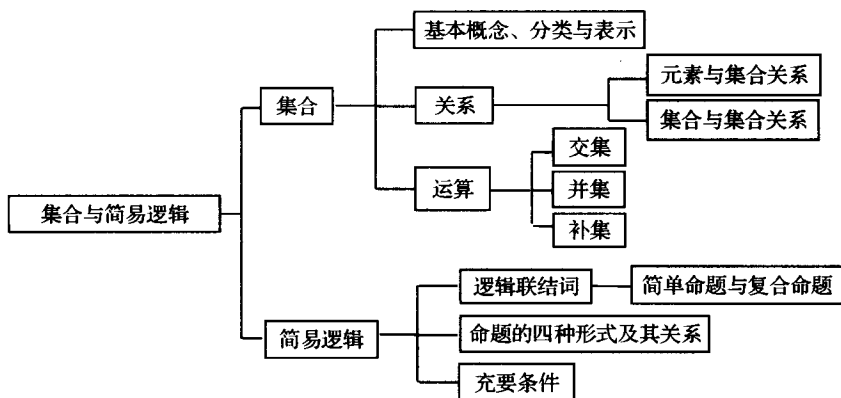 基本概念、分类与表示
元素与集合关系
集合
关系
集合与集合关系
交集
运算
并集
集合与简易逻辑
补集
逻辑联结词
简单命题与复合命题
简易逻辑
命题的四种形式及其关系
充要条件